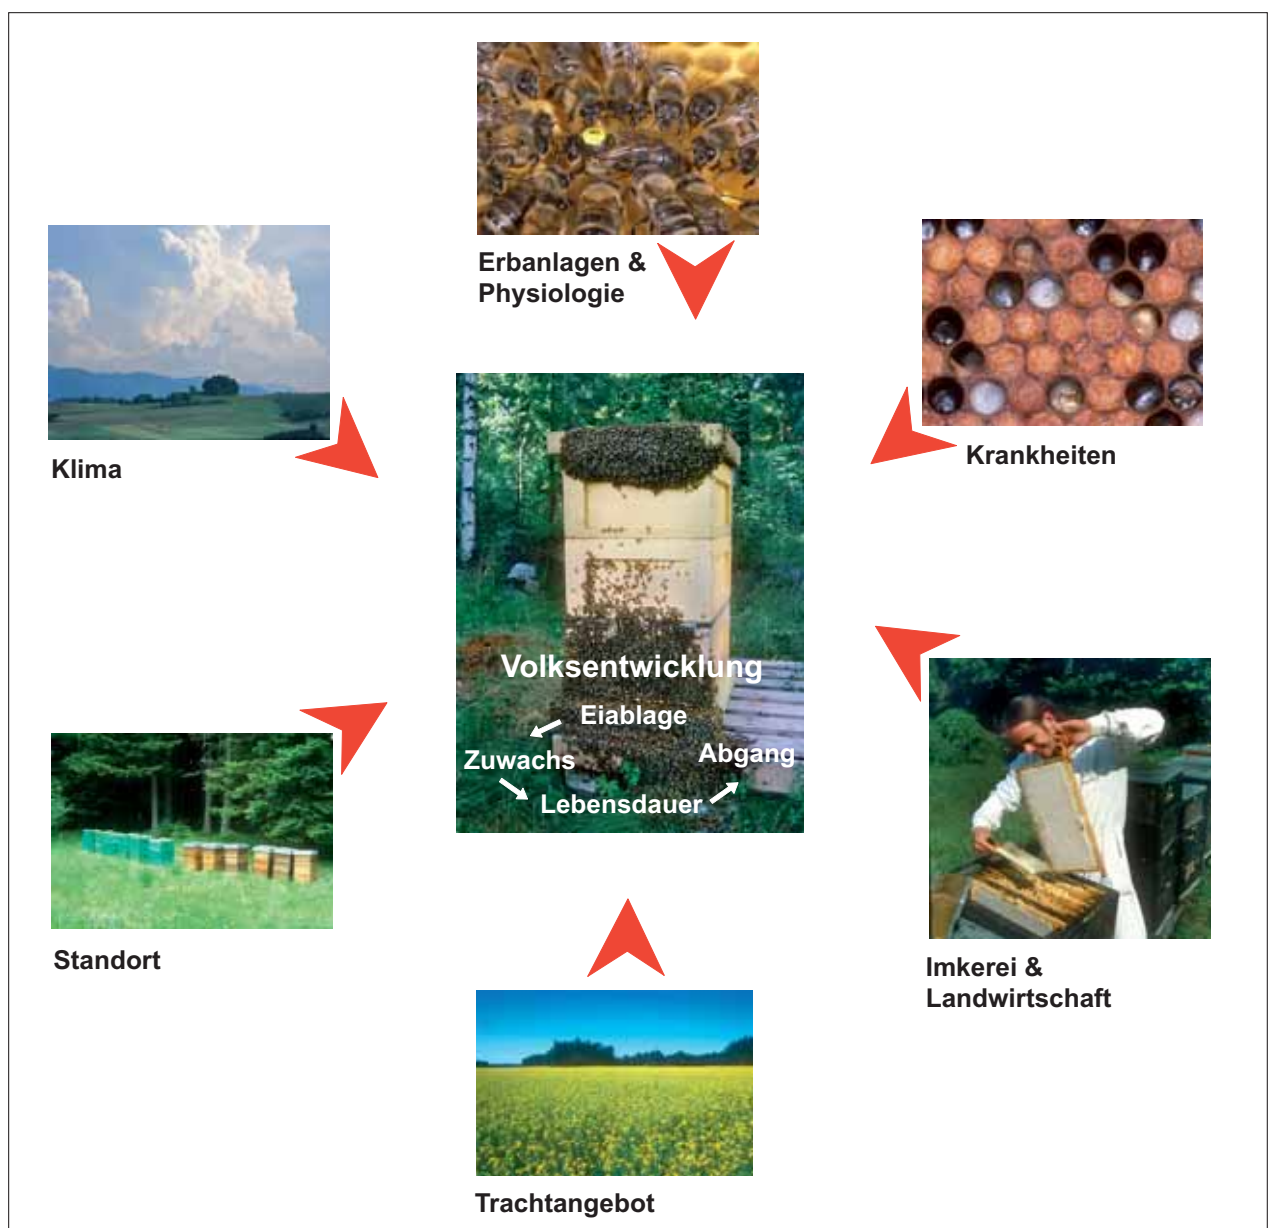 Erbanlagen &
Physiologie
Klima
Krankheiten
Volksentwicklung
Eiablage
Zuwachs
Abgang
Lebensdauer
Standort
Imkerei &
Landwirtschaft
Trachtangebot